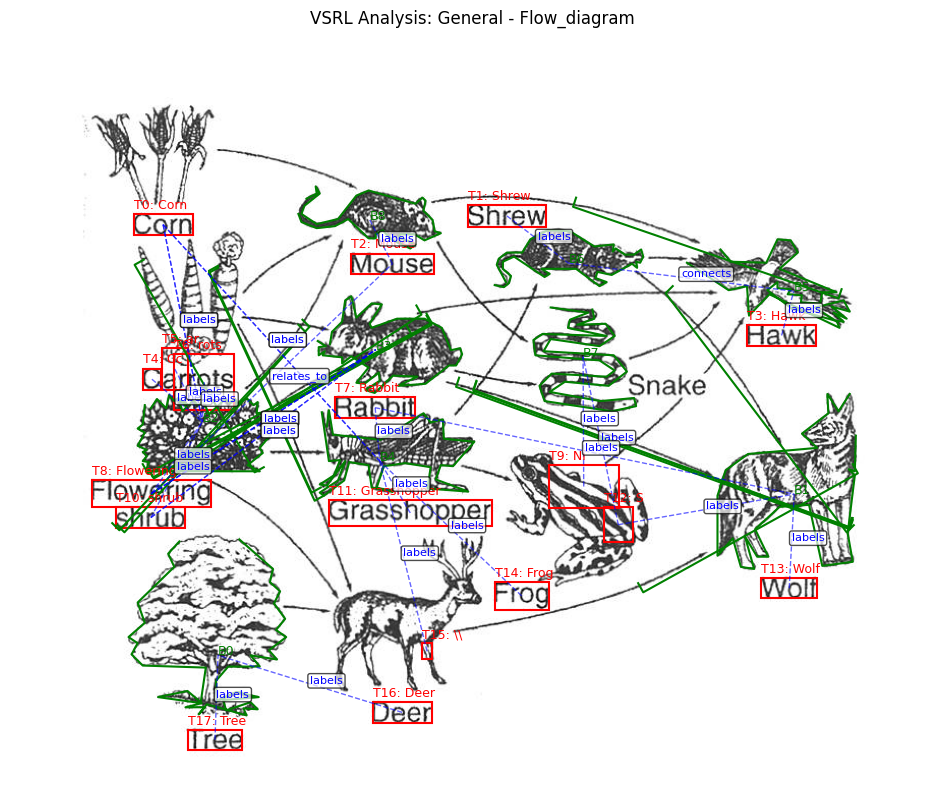 VSRL Analysis: General - Flow_diagram
T0: Corn
Corn
T1: Shrew
Shrew
labels
labels
T2: Mouse
Mouse
connects
labels
T3: Hawk
Hawk
labels
labels
relates_to
Carrots
labels
labels
T7: Rabbit
Rabbit
B7
Snake
labels
labels
labels
labels
labels
labels
labels
labels
labels
T8: Flowering
Flowering
T10: Shrub
shrub
T11: Grasshopper
Grasshopper
labels
labels
labels
T9: N
labels
labels
labels
T13: Wolf
Wolf
T14: Frog
Frog
T15: \\
B0
labels
labels
T16: Deer
Deer
T17: Tree
Tree